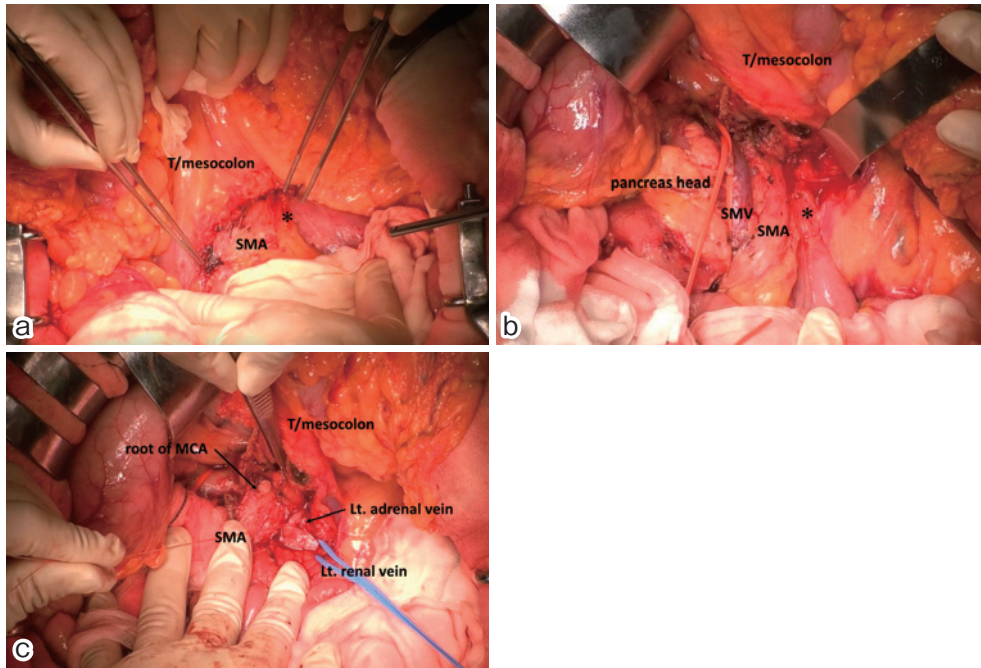 T/mesocolon
SMA
*
a
T/mesocolon
pancreas head
SMV
SMA
*
b
T/mesocolon
root of MCA
Lt. adrenal vein
SMA
Lt. renal vein
c